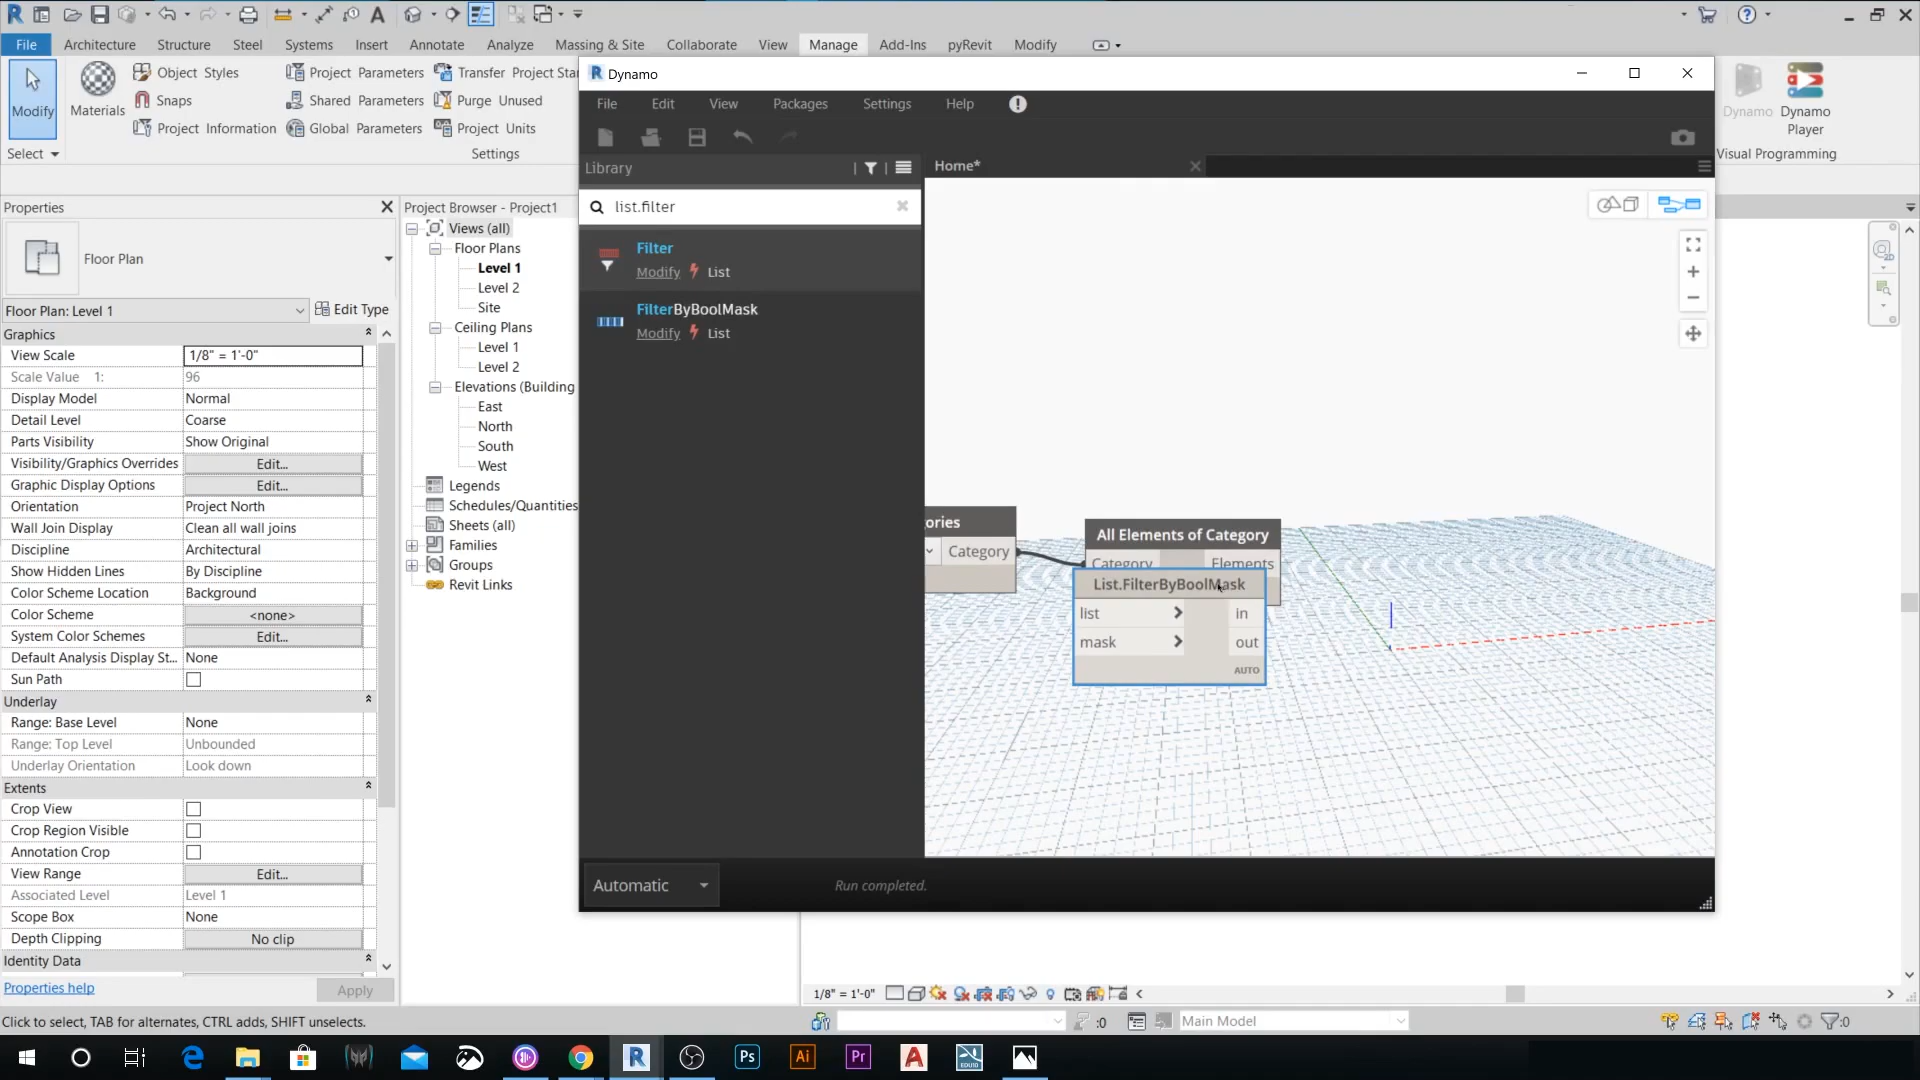 File
Architecture
Structure
Steel
Systems
Insert
Annotate
Analyze
Massing & Site
Collaborate
View
Manage
Add-Ins
pyRevit
Modify
Modify
Materials
Object Styles
Snaps
Project Information
Project Parameters
Shared Parameters
Global Parameters
Transfer Project Star
Purge Unused
Project Units
Select
Settings
Dynamo
Dynamo
Player
Visual Programming
Dynamo
File
Edit
View
Packages
Settings
Help
Library
Home*
list.filter
Filter
Modify List
FilterByBoolMask
Modify List
ories
Category
All Elements of Category
Category Elements
List.FilterByBoolMask
list > in
mask > out
AUTO
Automatic
Run completed.
Properties
Floor Plan
Floor Plan: Level 1
Edit Type
Graphics
View Scale 1/8" = 1'-0"
Scale Value 1: 96
Display Model Normal
Detail Level Coarse
Parts Visibility Show Original
Visibility/Graphics Overrides Edit...
Graphic Display Options Edit...
Orientation Project North
Wall Join Display Clean all wall joins
Discipline Architectural
Show Hidden Lines By Discipline
Color Scheme Location Background
Color Scheme <none>
System Color Schemes Edit...
Default Analysis Display St... None
Sun Path
Underlay
Range: Base Level None
Range: Top Level Unbounded
Underlay Orientation Look down
Extents
Crop View
Crop Region Visible
Annotation Crop
View Range Edit...
Associated Level Level 1
Scope Box None
Depth Clipping No clip
Identity Data
Properties help
Apply
Project Browser - Project1
Views (all)
Floor Plans
Level 1
Level 2
Site
Ceiling Plans
Level 1
Level 2
Elevations (Building
East
North
South
West
Legends
Schedules/Quantities
Sheets (all)
Families
Groups
Revit Links
1/8" = 1'-0"
Click to select, TAB for alternates, CTRL adds, SHIFT unselects.
:0
Main Model
:0
Ps
Ai
Pr